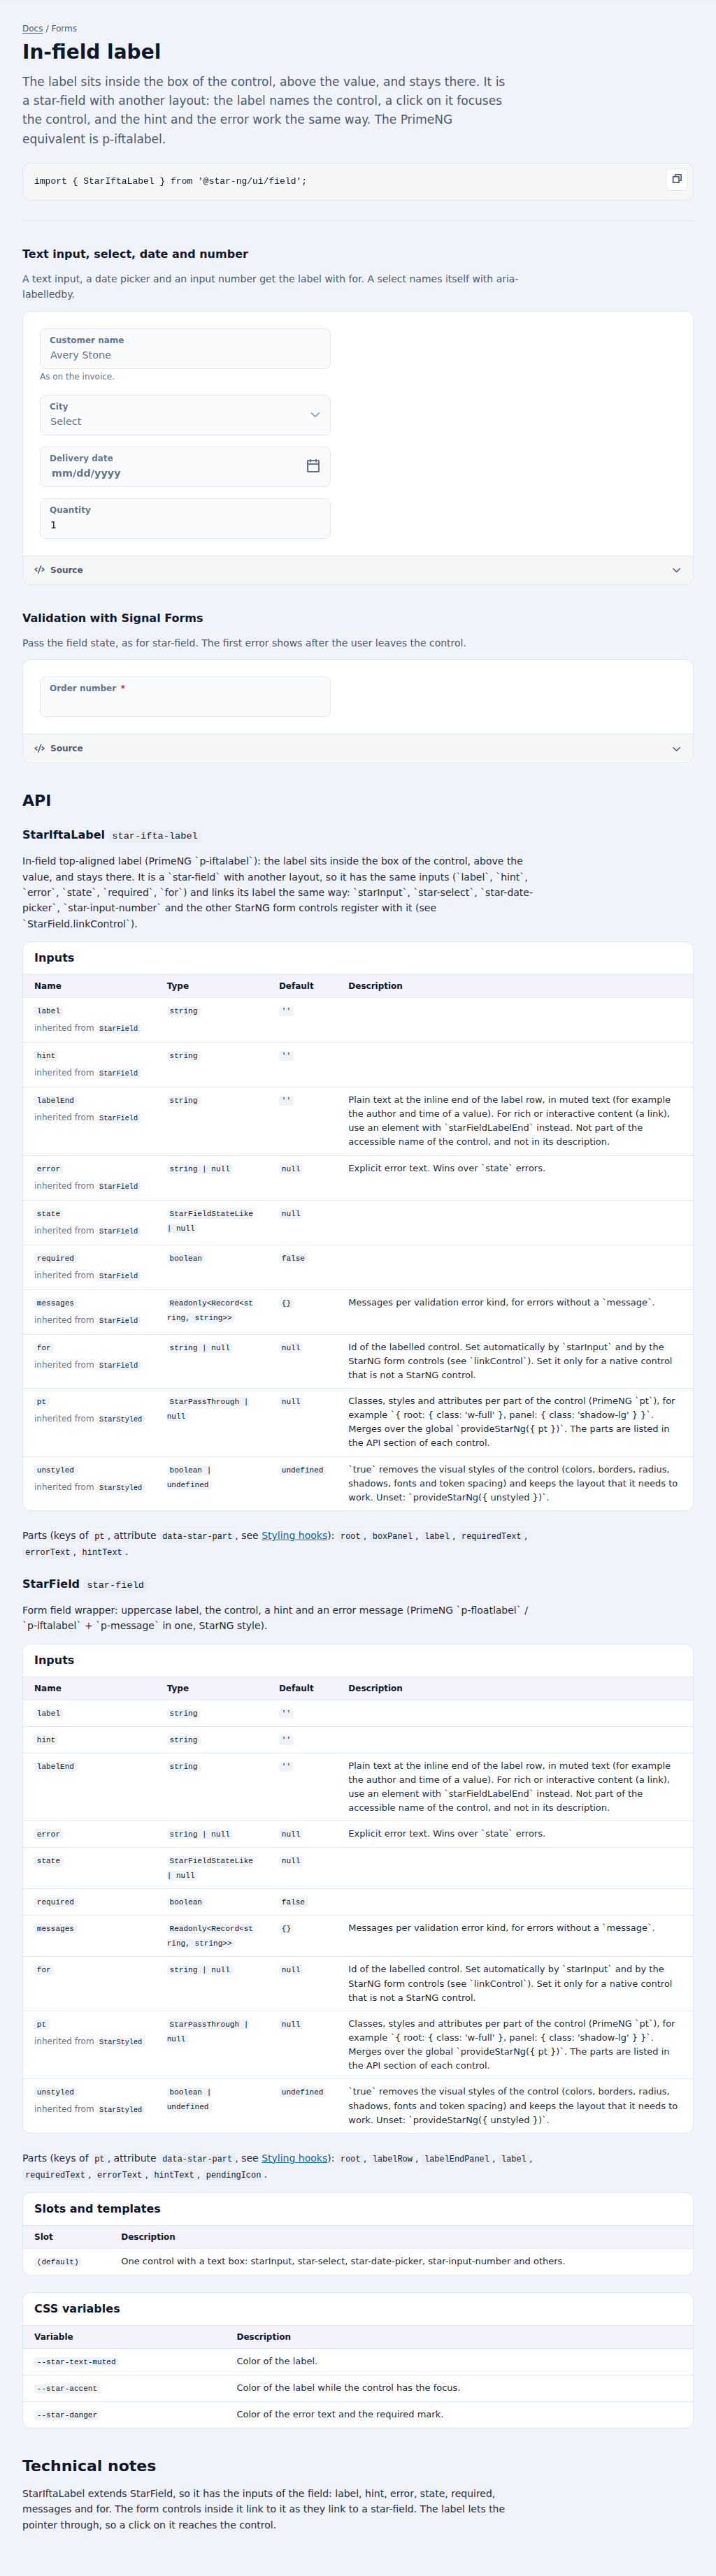 Docs / Forms
In-field label
The label sits inside the box of the control, above the value, and stays there. It is
a star-field with another layout: the label names the control, a click on it focuses
the control, and the hint and the error work the same way. The PrimeNG
equivalent is p-iftalabel.
import { StarIftaLabel } from '@star-ng/ui/field';
Text input, select, date and number
A text input, a date picker and an input number get the label with for. A select names itself with aria-
labelledby.
Customer name
Avery Stone
As on the invoice.
City
Select
Delivery date
mm/dd/yyyy
Quantity
1
Source
Validation with Signal Forms
Pass the field state, as for star-field. The first error shows after the user leaves the control.
Order number *
Source
API
StarIftaLabel star-ifta-label
In-field top-aligned label (PrimeNG `p-iftalabel`): the label sits inside the box of the control, above the
value, and stays there. It is a `star-field` with another layout, so it has the same inputs (`label`, `hint`,
`error`, `state`, `required`, `for`) and links its label the same way: `starInput`, `star-select`, `star-date-
picker`, `star-input-number` and the other StarNG form controls register with it (see
`StarField.linkControl`).
Inputs
Name Type Default Description
label string ''
inherited from StarField
hint string ''
inherited from StarField
labelEnd string '' Plain text at the inline end of the label row, in muted text (for example
inherited from StarField the author and time of a value). For rich or interactive content (a link),
use an element with `starFieldLabelEnd` instead. Not part of the
accessible name of the control, and not in its description.
error string | null null Explicit error text. Wins over `state` errors.
inherited from StarField
state StarFieldStateLike null
inherited from StarField | null
required boolean false
inherited from StarField
messages Readonly<Record<st {} Messages per validation error kind, for errors without a `message`.
inherited from StarField ring, string>>
for string | null null Id of the labelled control. Set automatically by `starInput` and by the
inherited from StarField StarNG form controls (see `linkControl`). Set it only for a native control
that is not a StarNG control.
pt StarPassThrough | null Classes, styles and attributes per part of the control (PrimeNG `pt`), for
inherited from StarStyled null example `{ root: { class: 'w-full' }, panel: { class: 'shadow-lg' } }`.
Merges over the global `provideStarNg({ pt })`. The parts are listed in
the API section of each control.
unstyled boolean | undefined `true` removes the visual styles of the control (colors, borders, radius,
inherited from StarStyled undefined shadows, fonts and token spacing) and keeps the layout that it needs to
work. Unset: `provideStarNg({ unstyled })`.
Parts (keys of pt, attribute data-star-part, see Styling hooks): root, boxPanel, label, requiredText,
errorText, hintText.
StarField star-field
Form field wrapper: uppercase label, the control, a hint and an error message (PrimeNG `p-floatlabel` /
`p-iftalabel` + `p-message` in one, StarNG style).
Inputs
Name Type Default Description
label string ''
hint string ''
labelEnd string '' Plain text at the inline end of the label row, in muted text (for example
the author and time of a value). For rich or interactive content (a link),
use an element with `starFieldLabelEnd` instead. Not part of the
accessible name of the control, and not in its description.
error string | null null Explicit error text. Wins over `state` errors.
state StarFieldStateLike null
| null
required boolean false
messages Readonly<Record<st {} Messages per validation error kind, for errors without a `message`.
ring, string>>
for string | null null Id of the labelled control. Set automatically by `starInput` and by the
StarNG form controls (see `linkControl`). Set it only for a native control
that is not a StarNG control.
pt StarPassThrough | null Classes, styles and attributes per part of the control (PrimeNG `pt`), for
inherited from StarStyled null example `{ root: { class: 'w-full' }, panel: { class: 'shadow-lg' } }`.
Merges over the global `provideStarNg({ pt })`. The parts are listed in
the API section of each control.
unstyled boolean | undefined `true` removes the visual styles of the control (colors, borders, radius,
inherited from StarStyled undefined shadows, fonts and token spacing) and keeps the layout that it needs to
work. Unset: `provideStarNg({ unstyled })`.
Parts (keys of pt, attribute data-star-part, see Styling hooks): root, labelRow, labelEndPanel, label,
requiredText, errorText, hintText, pendingIcon.
Slots and templates
Slot Description
(default) One control with a text box: starInput, star-select, star-date-picker, star-input-number and others.
CSS variables
Variable Description
--star-text-muted Color of the label.
--star-accent Color of the label while the control has the focus.
--star-danger Color of the error text and the required mark.
Technical notes
StarIftaLabel extends StarField, so it has the inputs of the field: label, hint, error, state, required,
messages and for. The form controls inside it link to it as they link to a star-field. The label lets the
pointer through, so a click on it reaches the control.